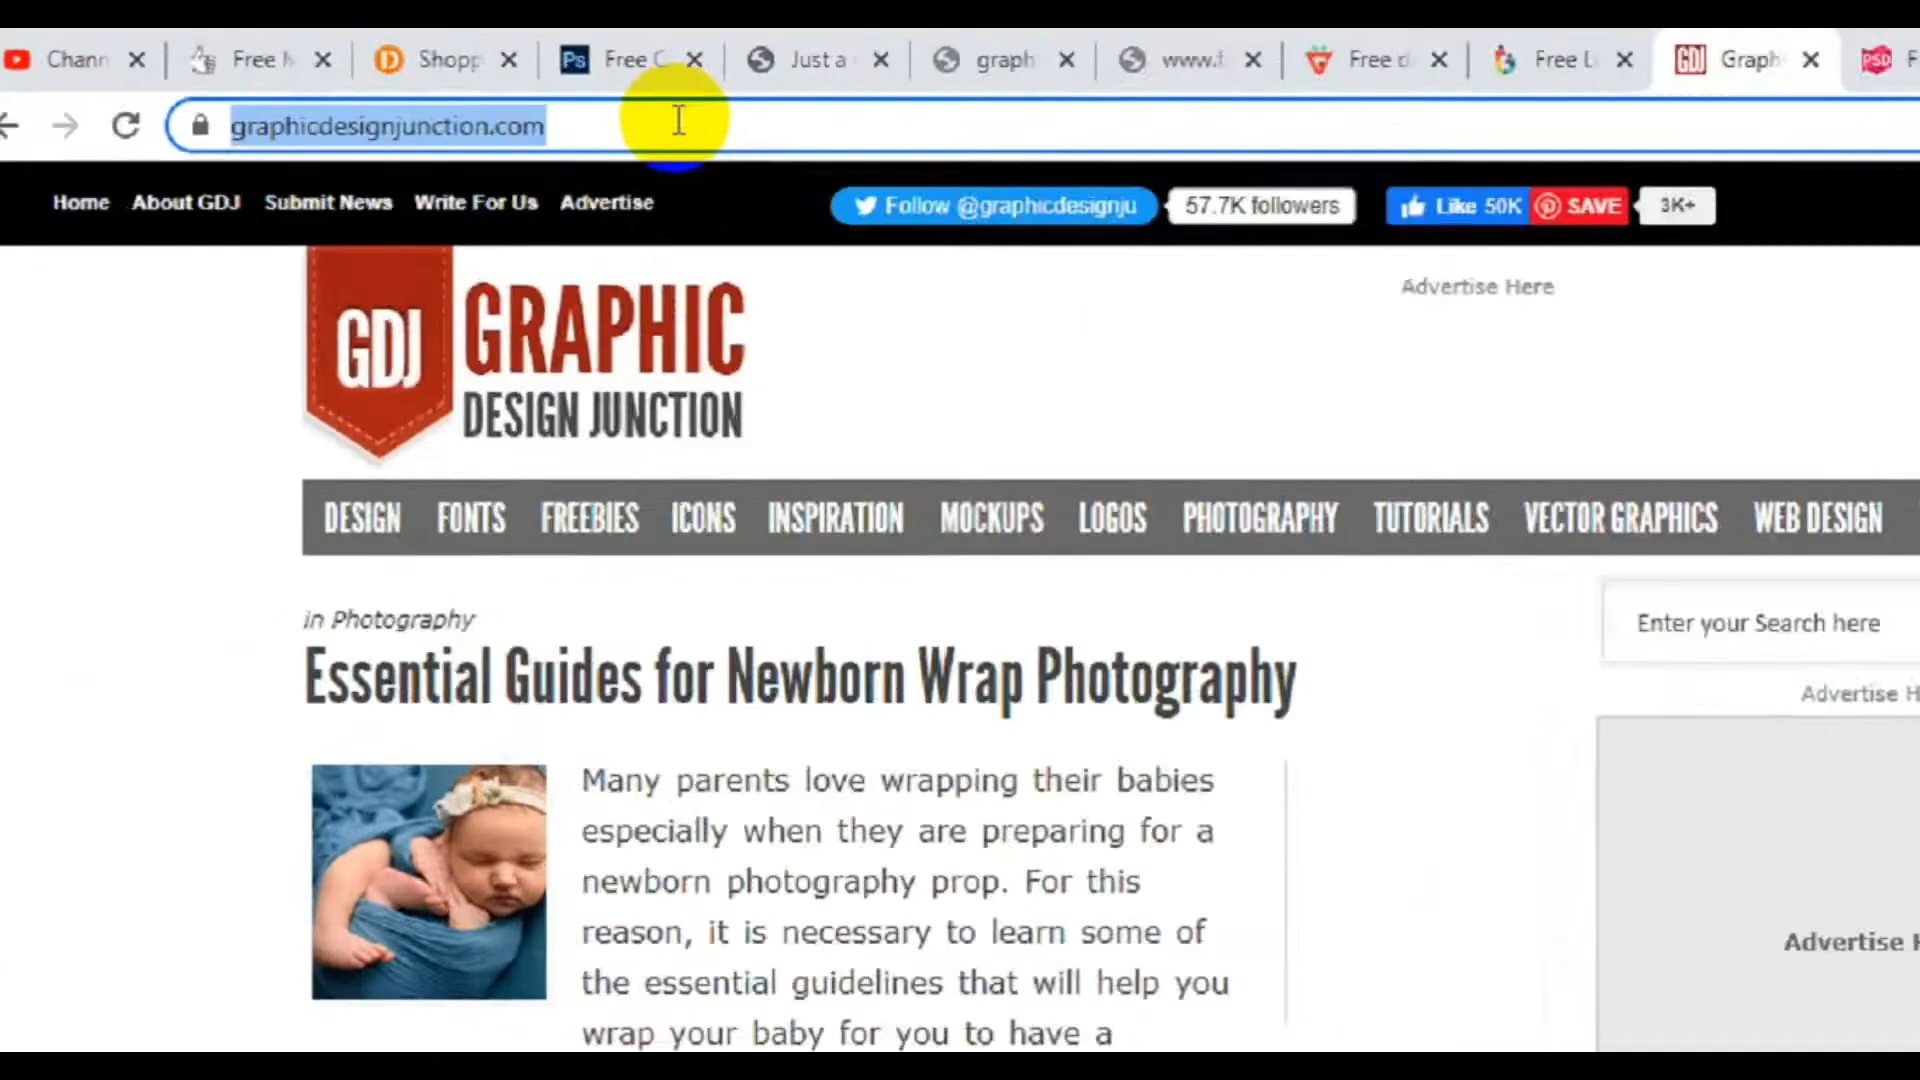 Chann Free M Shopp Ps Free C Just a graph www.f Free d Free L GDJ Graph PSD F
graphicdesignjunction.com
Home About GDJ Submit News Write For Us Advertise Follow @graphicdesignju 57.7K followers Like 50K SAVE 3K+
Advertise Here
GDJ GRAPHIC
DESIGN JUNCTION
DESIGN FONTS FREEBIES ICONS INSPIRATION MOCKUPS LOGOS PHOTOGRAPHY TUTORIALS VECTOR GRAPHICS WEB DESIGN
in Photography
Enter your Search here
Essential Guides for Newborn Wrap Photography
Advertise H
Many parents love wrapping their babies
especially when they are preparing for a
newborn photography prop. For this
reason, it is necessary to learn some of
the essential guidelines that will help you
wrap your baby for you to have a
Advertise H